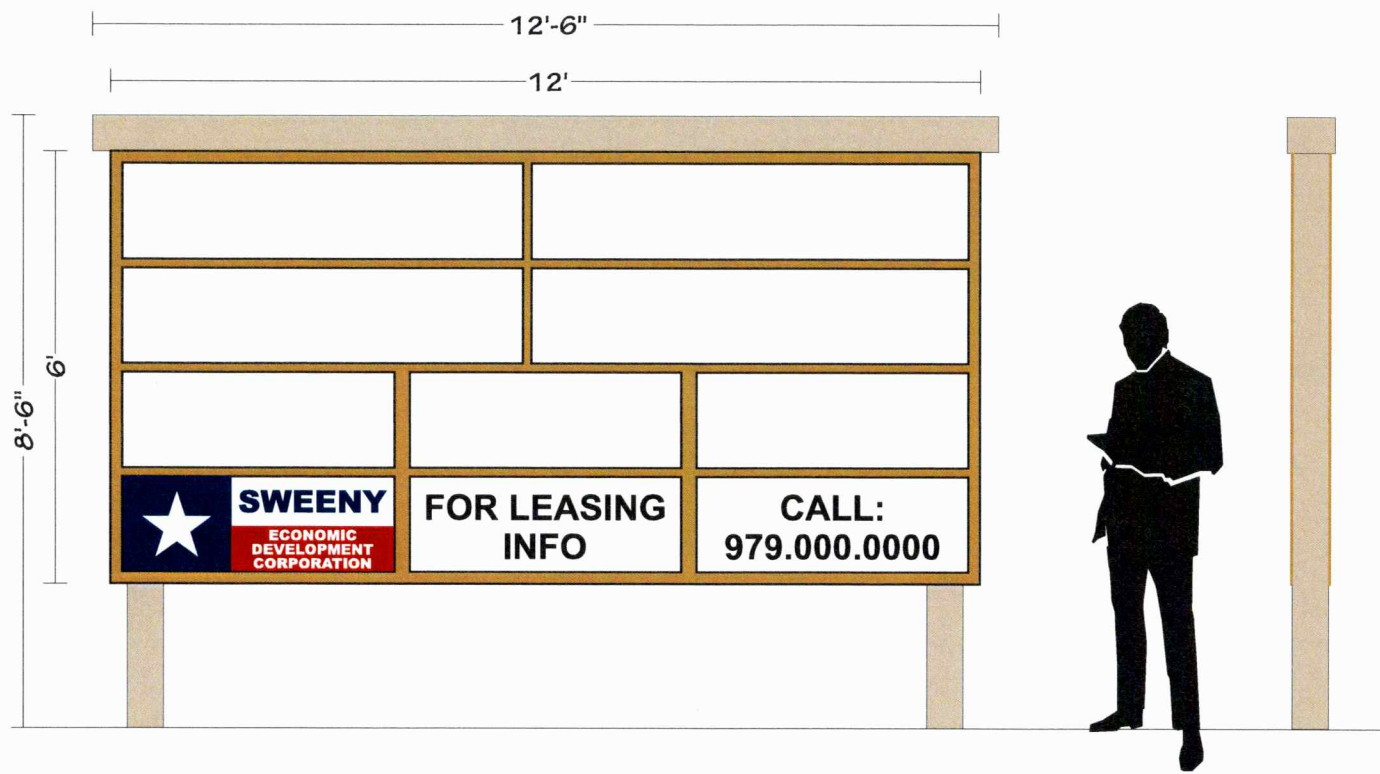 12'-6"
12'
8'-6"
6'
SWEENY
ECONOMIC
DEVELOPMENT
CORPORATION
FOR LEASING
INFO
CALL:
979.000.0000